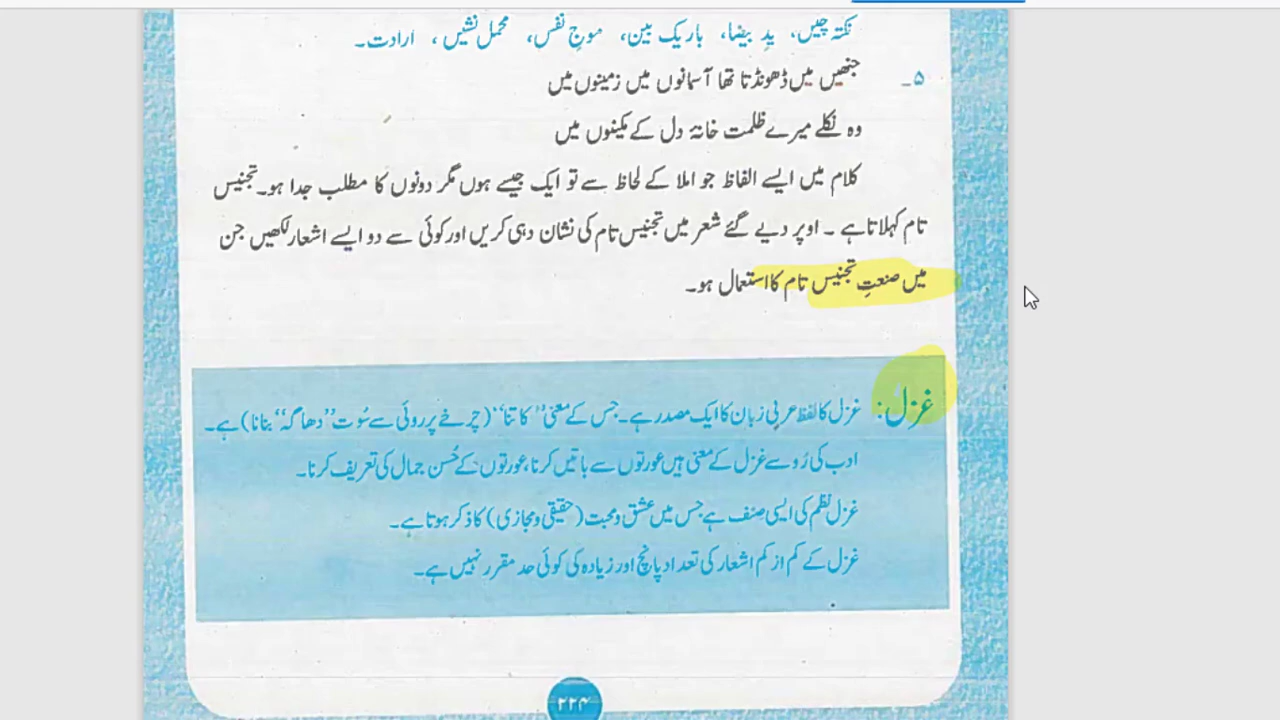 نکتہ چیں، یدِ بیضا، باریک بین، موجِ نفس، محمل نشیں ، ارادت۔
۵۔ جنھیں میں ڈھونڈتا تھا آسمانوں میں زمینوں میں
وہ نکلے میرے ظلمت خانۂ دل کے مکینوں میں
کلام میں ایسے الفاظ جو املا کے لحاظ سے تو ایک جیسے ہوں مگر دونوں کا مطلب جدا ہو۔ تجنیس
تام کہلاتا ہے ۔ اوپر دیے گئے شعر میں تجنیس تام کی نشان دہی کریں اور کوئی سے دو ایسے اشعار لکھیں جن
میں صنعتِ تجنیس تام کا استعمال ہو۔
غزل: غزل کا لفظ عربی زبان کا ایک مصدر ہے۔ جس کے معنی "کاتنا" (چرخے پر روئی سے سُوت "دھاگہ" بنانا) ہے۔
ادب کی رُو سے غزل کے معنی ہیں عورتوں سے باتیں کرنا، عورتوں کے حُسن جمال کی تعریف کرنا۔
غزل نظم کی ایسی صنف ہے جس میں عشق و محبت (حقیقی و مجازی) کا ذکر ہوتا ہے۔
غزل کے کم از کم اشعار کی تعداد پانچ اور زیادہ کی کوئی حد مقرر نہیں ہے۔
۲۲۴